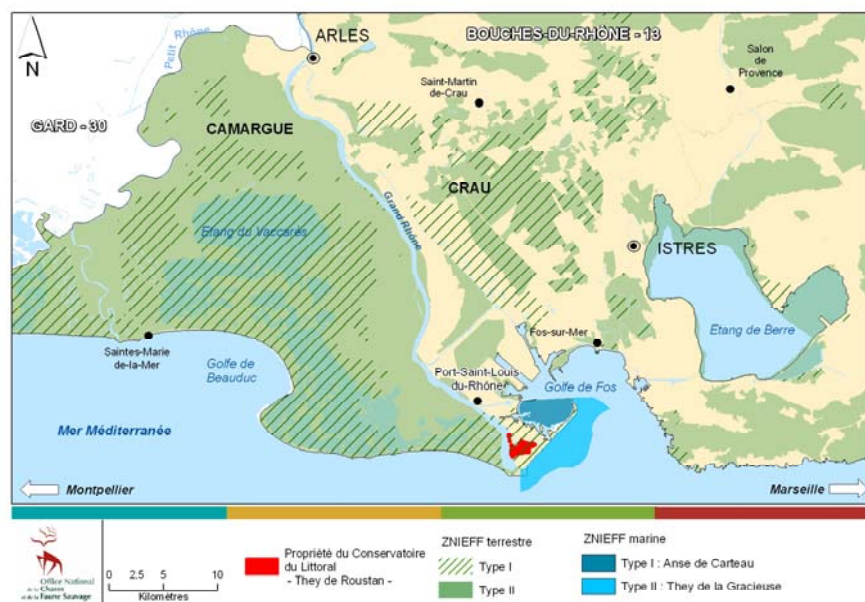 N
Petit Rhône
ARLES
BOUCHES-DU-RHÔNE - 13
Salon
de
Provence
Saint-Martin
de-Crau
GARD - 30
CAMARGUE
CRAU
Grand Rhône
Etang du Vaccarès
ISTRES
Saintes-Marie
de-la-Mer
Golfe de
Beauduc
Fos-sur-Mer
Etang de Berre
Port-Saint-Louis
du-Rhône
Golfe de Fos
Mer Méditerranée
Montpellier
Marseille
Office National
de la Chasse
et de la
Faune Sauvage
10 5 2.5 0 10
Kilomètres
Propriété du Conservatoire
du Littoral
- They de Roustan -
ZNIEFF terrestre
Type I
Type II
ZNIEFF marine
Type I : Anse de Carteau
Type II : They de la Gracieuse